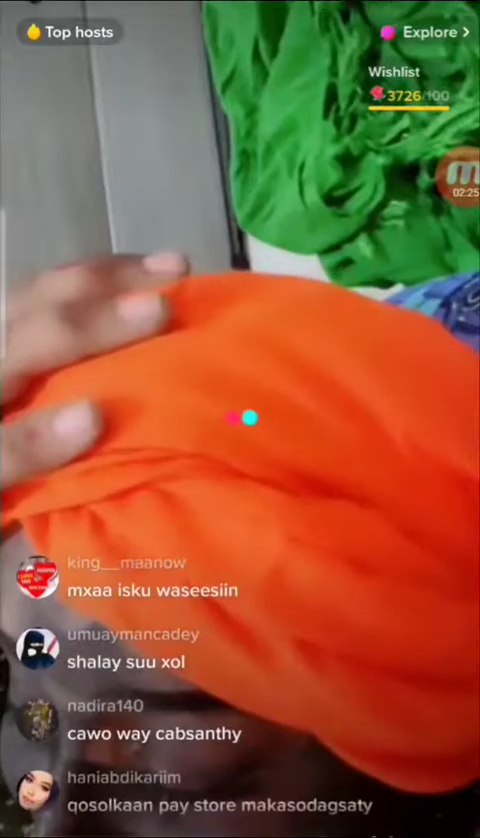 Top hosts
Explore >
Wishlist
3726/100
02:25
king__maanow
mxaa isku waseesiin
umuaymancadey
shalay suu xol
nadira140
cawo way cabsanthy
haniabdikariim
qosolkaan pay store makasodagsaty